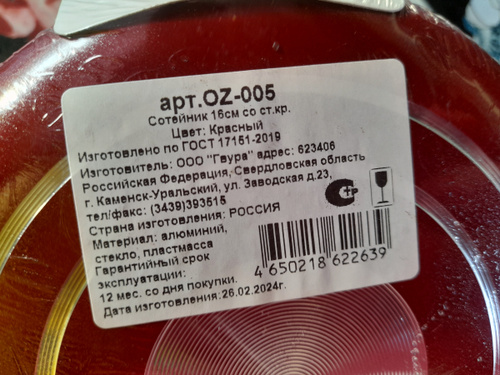 арт.OZ-005
Сотейник 16см со ст.кр.
Цвет: Красный
Изготовлено по ГОСТ 17151-2019
Изготовитель: ООО "Гвура" адрес: 623406
Российская Федерация, Свердловская область
г. Каменск-Уральский, ул. Заводская д.23,
тел/факс: (3439)393515
Страна изготовления: РОССИЯ
Материал: алюминий,
стекло, пластмасса
Гарантийный срок
эксплуатации:
12 мес. со дня покупки.
Дата изготовления:26.02.2024г.
4 650218 622639